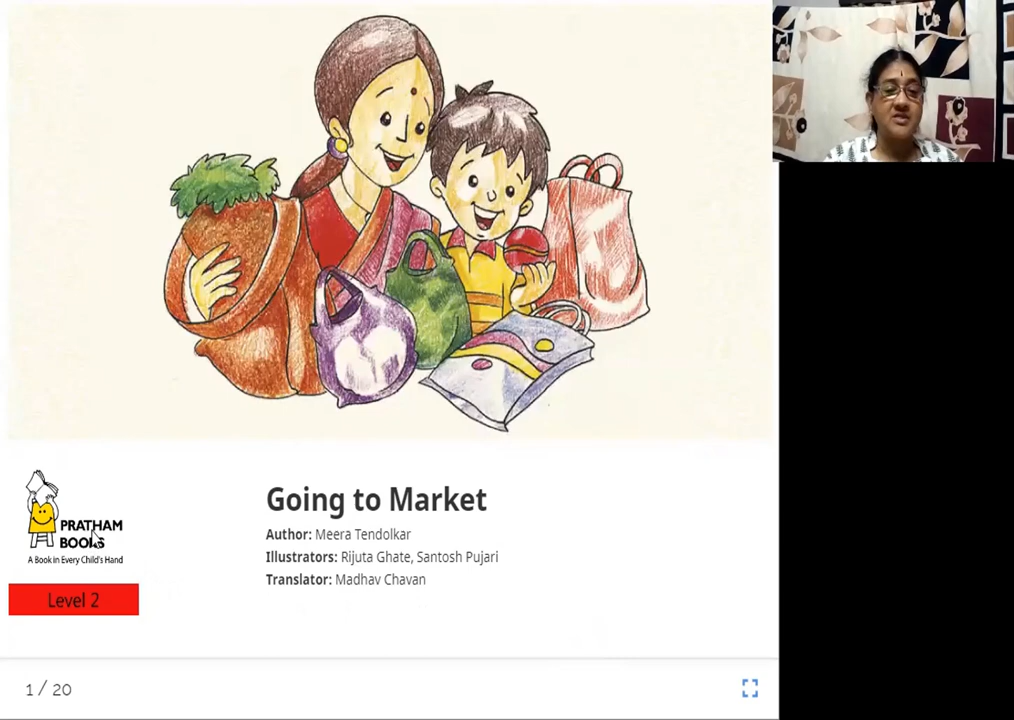 Going to Market
Author: Meera Tendolkar
Illustrators: Rijuta Ghate, Santosh Pujari
Translator: Madhav Chavan
PRATHAM
BOOKS
A Book in Every Child's Hand
Level 2
1 / 20